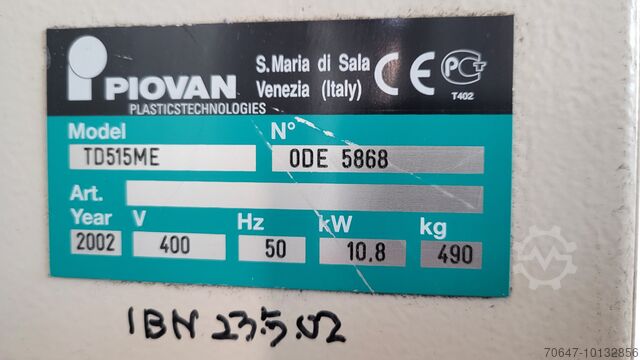 PIOVAN
PLASTICSTECHNOLOGIES
S.Maria di Sala
Venezia (Italy)
CE
T402
Model
TD515ME
N°
ODE 5868
Art.
Year
2002
V
400
Hz
50
kW
10.8
kg
490
IBN 23.5.02
70647-10132856